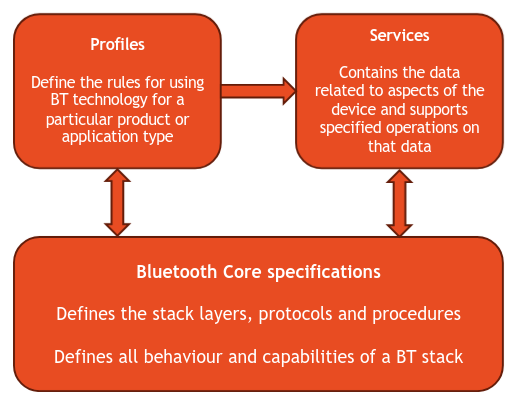 Profiles
Define the rules for using
BT technology for a
particular product or
application type
Services
Contains the data
related to aspects of the
device and supports
specified operations on
that data
Bluetooth Core specifications
Defines the stack layers, protocols and procedures
Defines all behaviour and capabilities of a BT stack